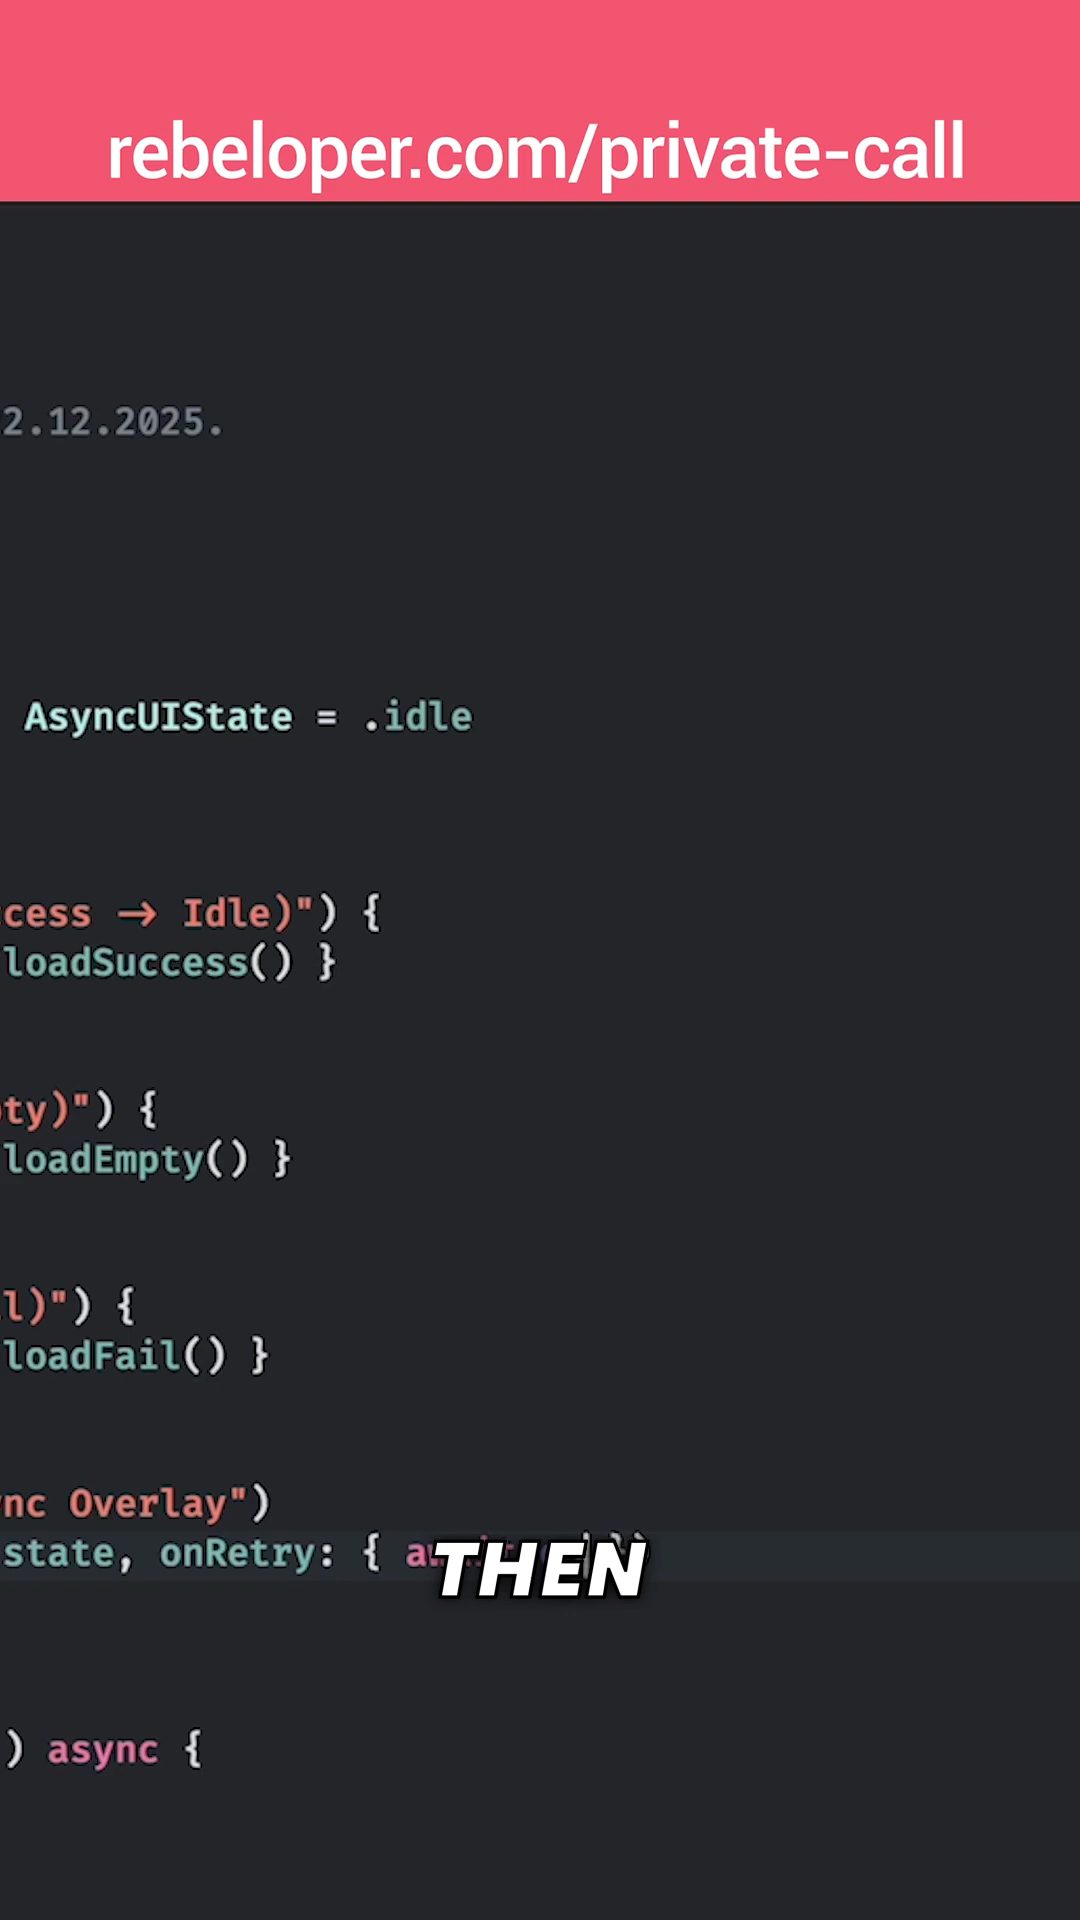 rebeloper.com/private-call
2.12.2025.
AsyncUIState = .idle
cess -> Idle)") {
loadSuccess() }
pty)") {
loadEmpty() }
l)") {
loadFail() }
nc Overlay")
state, onRetry: { 
THEN
) async {